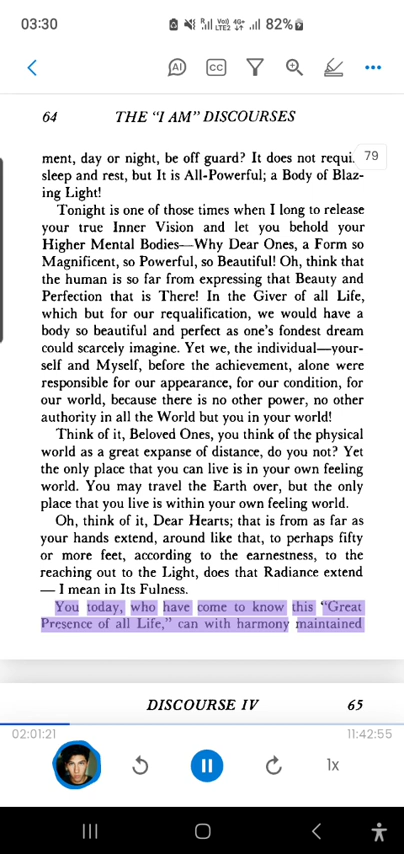 03:30
R Vo)) LTE2 4G+ 82%
AI CC
64 THE “I AM” DISCOURSES
79
ment, day or night, be off guard? It does not requi
sleep and rest, but It is All-Powerful; a Body of Blaz-
ing Light!
Tonight is one of those times when I long to release
your true Inner Vision and let you behold your
Higher Mental Bodies—Why Dear Ones, a Form so
Magnificent, so Powerful, so Beautiful! Oh, think that
the human is so far from expressing that Beauty and
Perfection that is There! In the Giver of all Life,
which but for our requalification, we would have a
body so beautiful and perfect as one's fondest dream
could scarcely imagine. Yet we, the individual—your-
self and Myself, before the achievement, alone were
responsible for our appearance, for our condition, for
our world, because there is no other power, no other
authority in all the World but you in your world!
Think of it, Beloved Ones, you think of the physical
world as a great expanse of distance, do you not? Yet
the only place that you can live is in your own feeling
world. You may travel the Earth over, but the only
place that you live is within your own feeling world.
Oh, think of it, Dear Hearts; that is from as far as
your hands extend, around like that, to perhaps fifty
or more feet, according to the earnestness, to the
reaching out to the Light, does that Radiance extend
— I mean in Its Fulness.
You today, who have come to know this “Great
Presence of all Life,” can with harmony maintained
DISCOURSE IV 65
02:01:21 11:42:55
1x